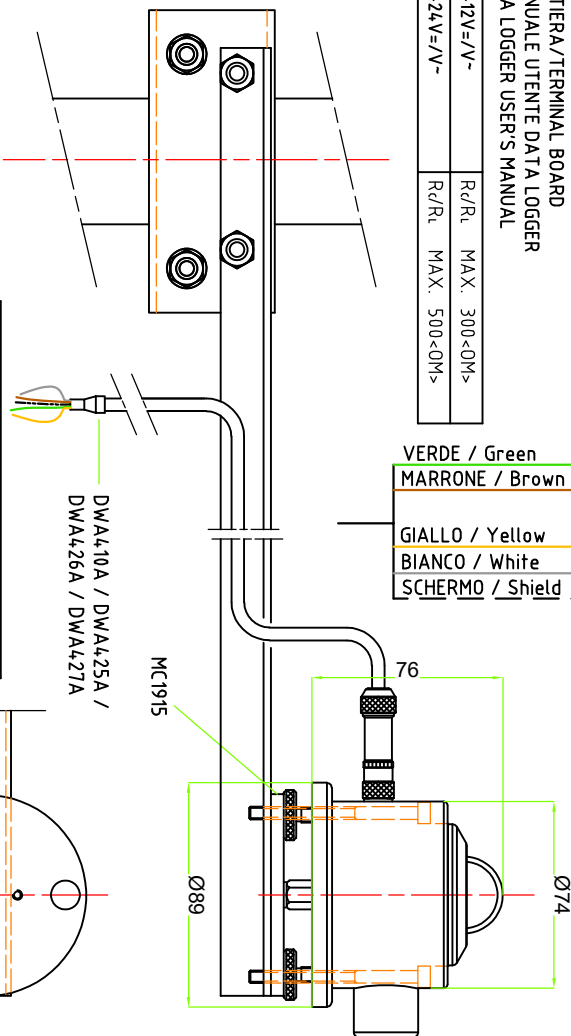 TIERA/TERMINAL BOARD
NUALE UTENTE DATA LOGGER
A LOGGER USER'S MANUAL
12V=/V~ Rc/RL MAX. 300<OM>
24V=/V~ Rc/RL MAX. 500<OM>
VERDE / Green
MARRONE / Brown
GIALLO / Yellow
BIANCO / White
SCHERMO / Shield
DWA410A / DWA425A /
DWA426A / DWA427A
MC1915
76
Ø74
Ø89